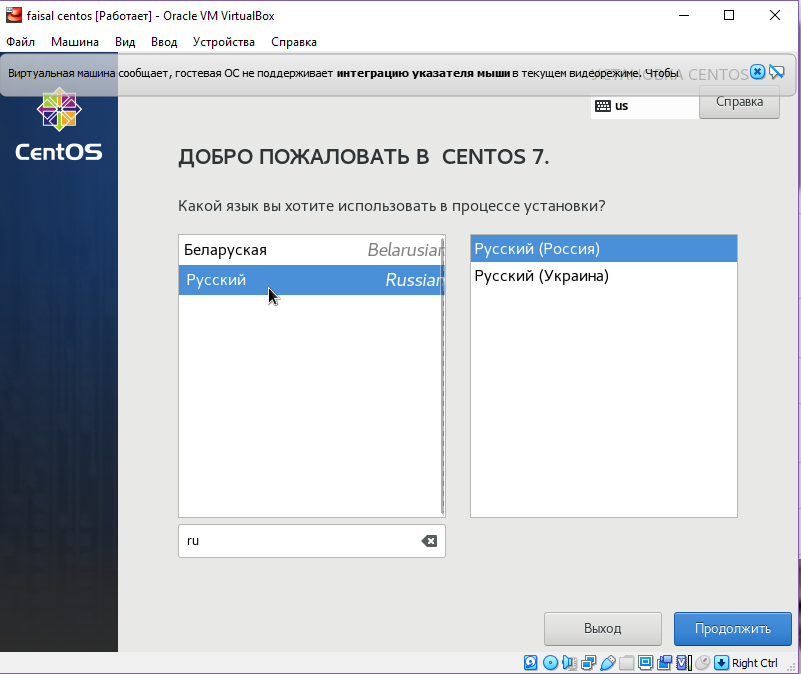 faisal centos [Работает] - Oracle VM VirtualBox
Файл Машина Вид Ввод Устройства Справка
УСТАНОВКА CENTOS
Виртуальная машина сообщает, гостевая ОС не поддерживает интеграцию указателя мыши в текущем видеорежиме. Чтобы
us
Справка
CentOS
ДОБРО ПОЖАЛОВАТЬ В CENTOS 7.
Какой язык вы хотите использовать в процессе установки?
Беларуская Belarusian
Русский Russian
Русский (Россия)
Русский (Украина)
ru
Выход
Продолжить
Right Ctrl